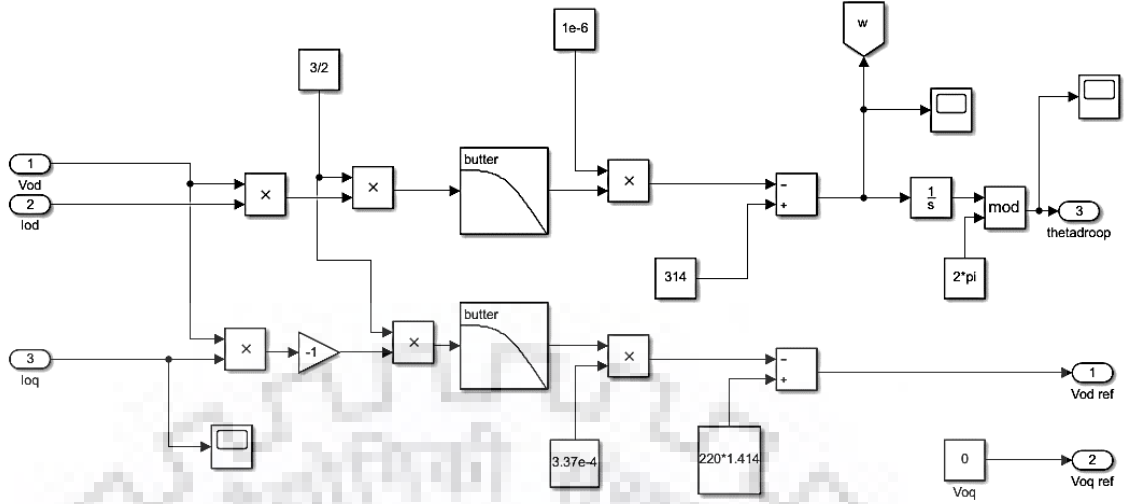 w
1e-6
3/2
butter
1
Vod
2
Iod
×
×
×
−
+
1
s
mod
3
thetadroop
314
2*pi
butter
3
Ioq
×
-1
×
×
−
+
1
Vod ref
3.37e-4
220*1.414
0
Voq
2
Voq ref